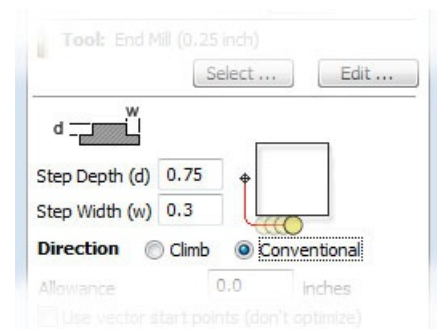 Tool: End Mill (0.25 inch)
Select ... Edit ...
w
d
Step Depth (d) 0.75
Step Width (w) 0.3
Direction Climb Conventional
Allowance 0.0 inches
Use vector start points (don't optimize)